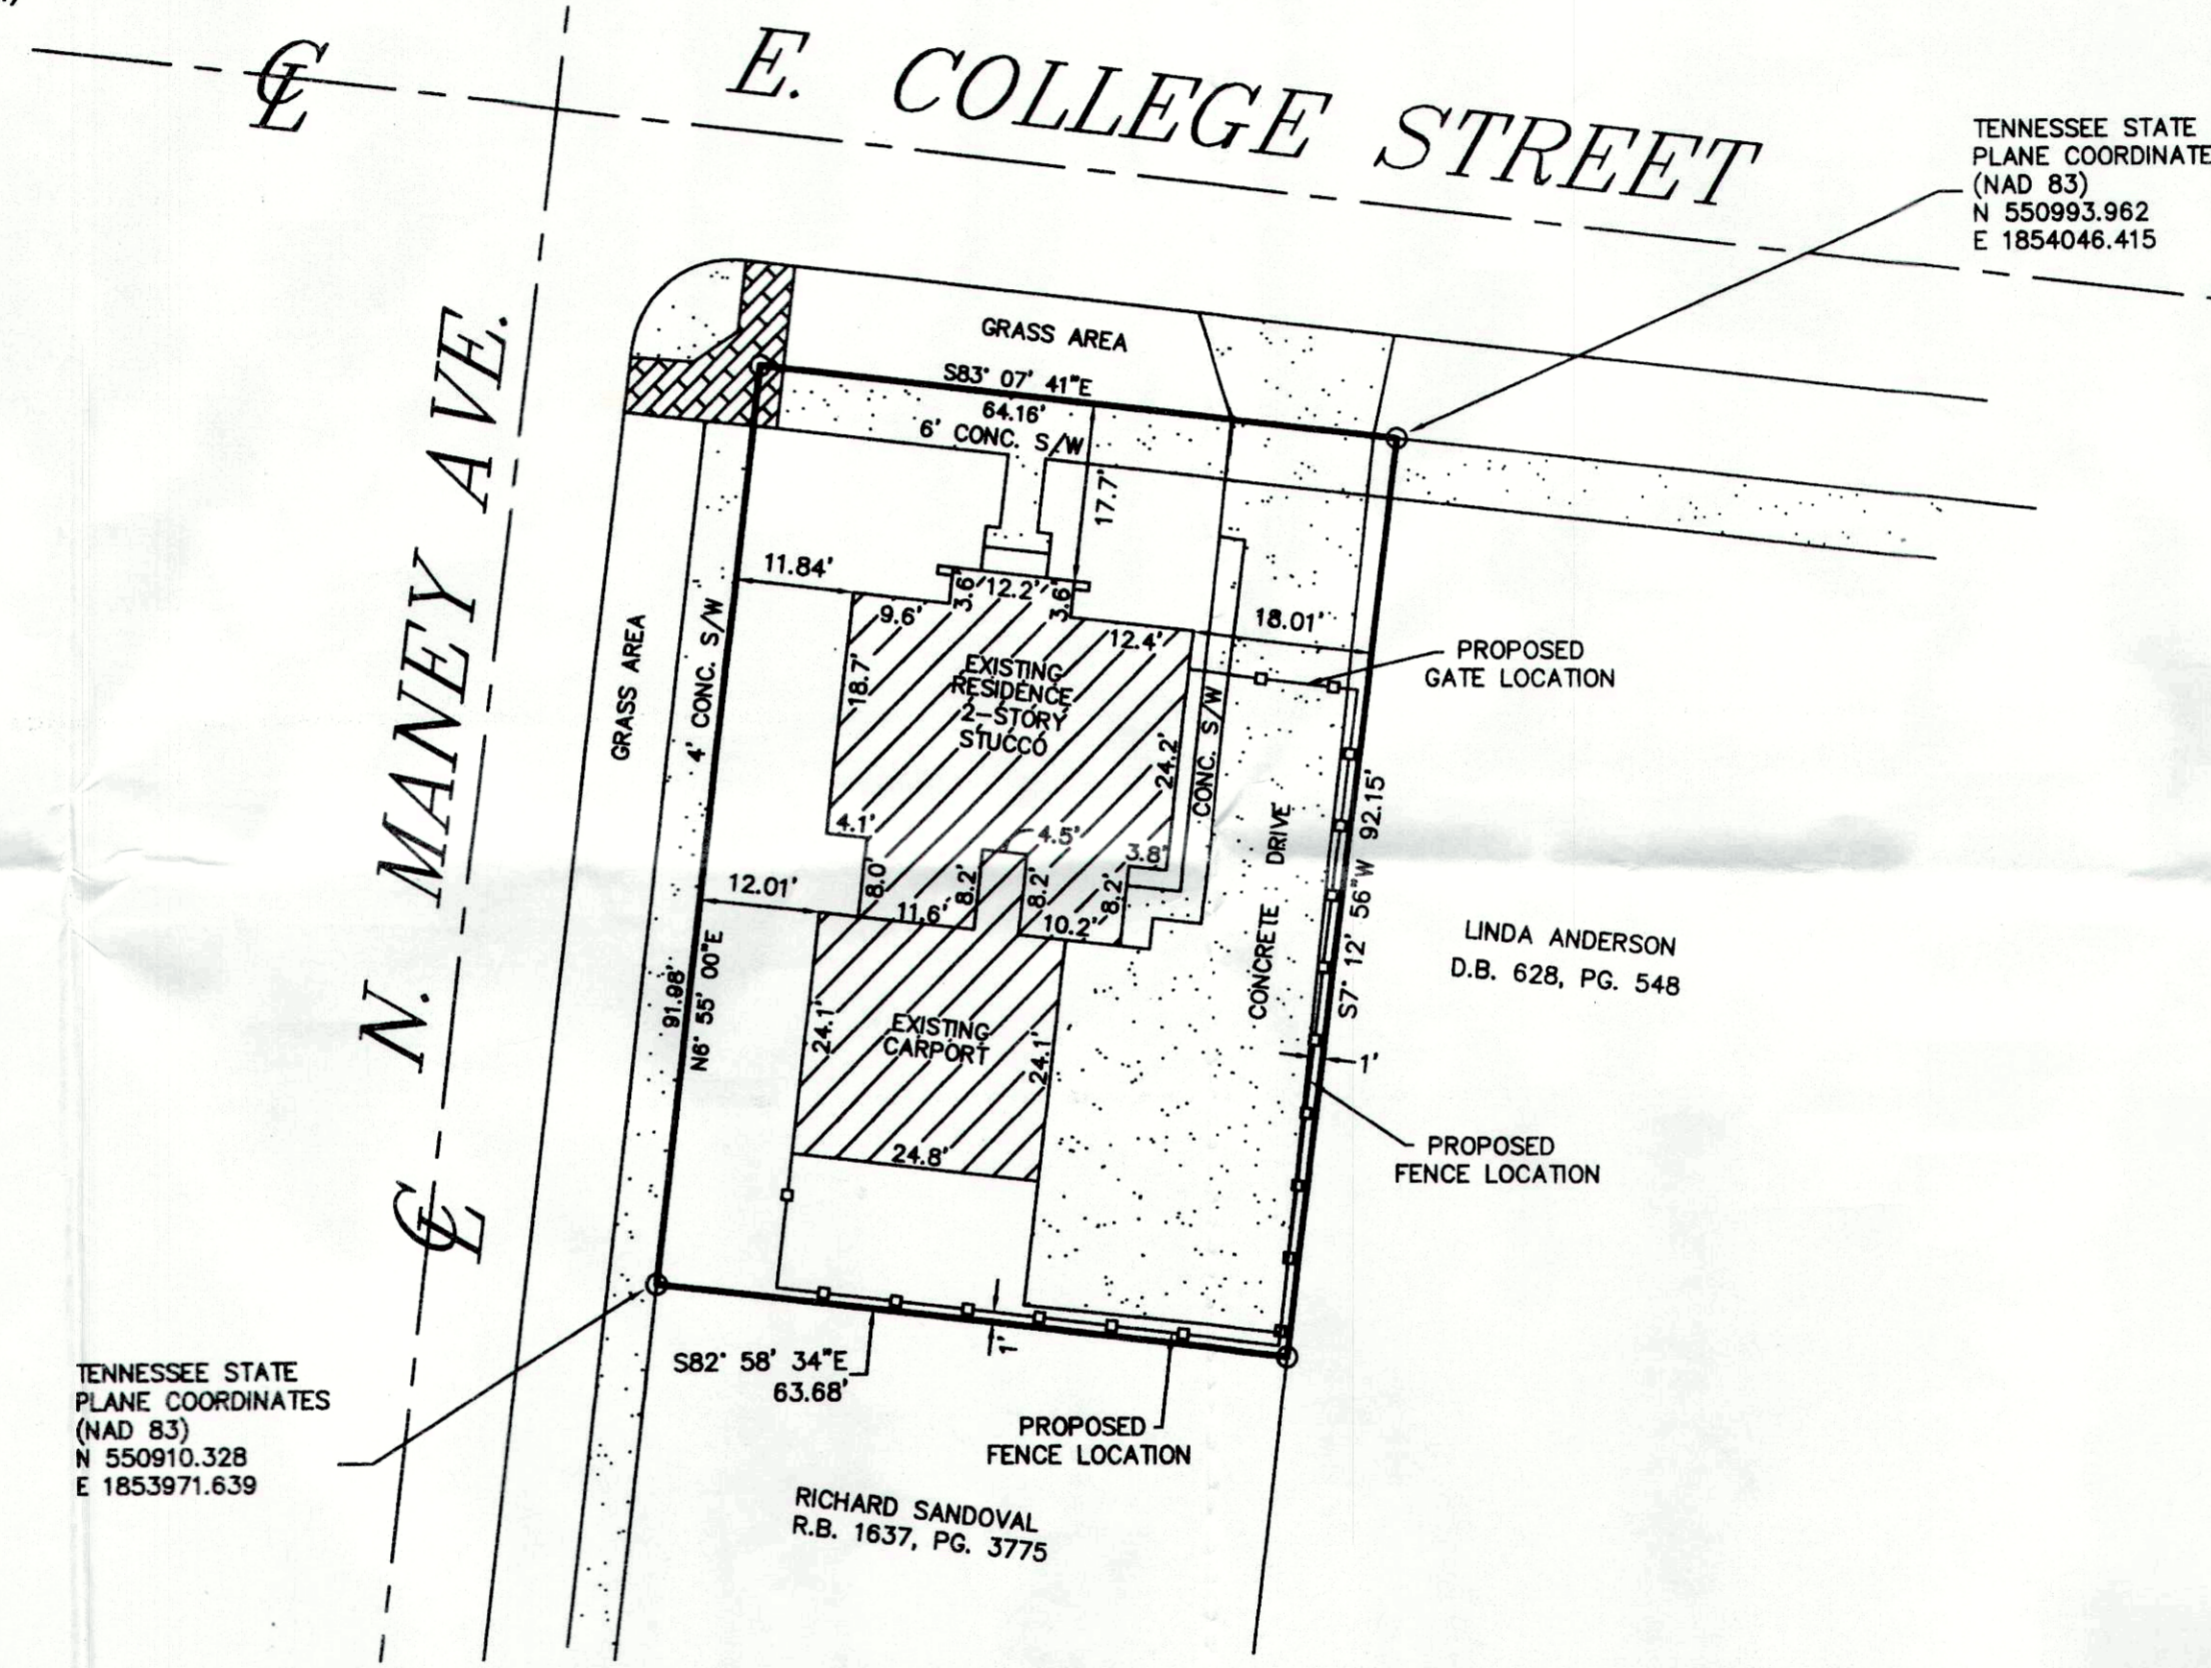 E. COLLEGE STREET
TENNESSEE STATE
PLANE COORDINATE
(NAD 83)
N 550993.962
E 1854046.415
N. MANEY AVE.
GRASS AREA
S83° 07' 41"E
64.16'
6' CONC. S/W
17.7'
11.84'
3.6'
12.2'
3.6'
9.6'
12.4'
18.01'
PROPOSED
GATE LOCATION
GRASS AREA
4' CONC. S/W
18.7'
EXISTING
RESIDENCE
2-STORY
STUCCO
24.2'
CONC. S/W
4.1'
4.5'
3.8'
8.0'
8.2'
8.2'
8.2'
11.6'
10.2'
12.01'
CONCRETE DRIVE
S7° 12' 56"W 92.15'
LINDA ANDERSON
D.B. 628, PG. 548
91.98'
N6° 55' 00"E
24.1'
EXISTING
CARPORT
24.1'
24.8'
1'
PROPOSED
FENCE LOCATION
1'
S82° 58' 34"E
63.68'
PROPOSED
FENCE LOCATION
TENNESSEE STATE
PLANE COORDINATES
(NAD 83)
N 550910.328
E 1853971.639
RICHARD SANDOVAL
R.B. 1637, PG. 3775